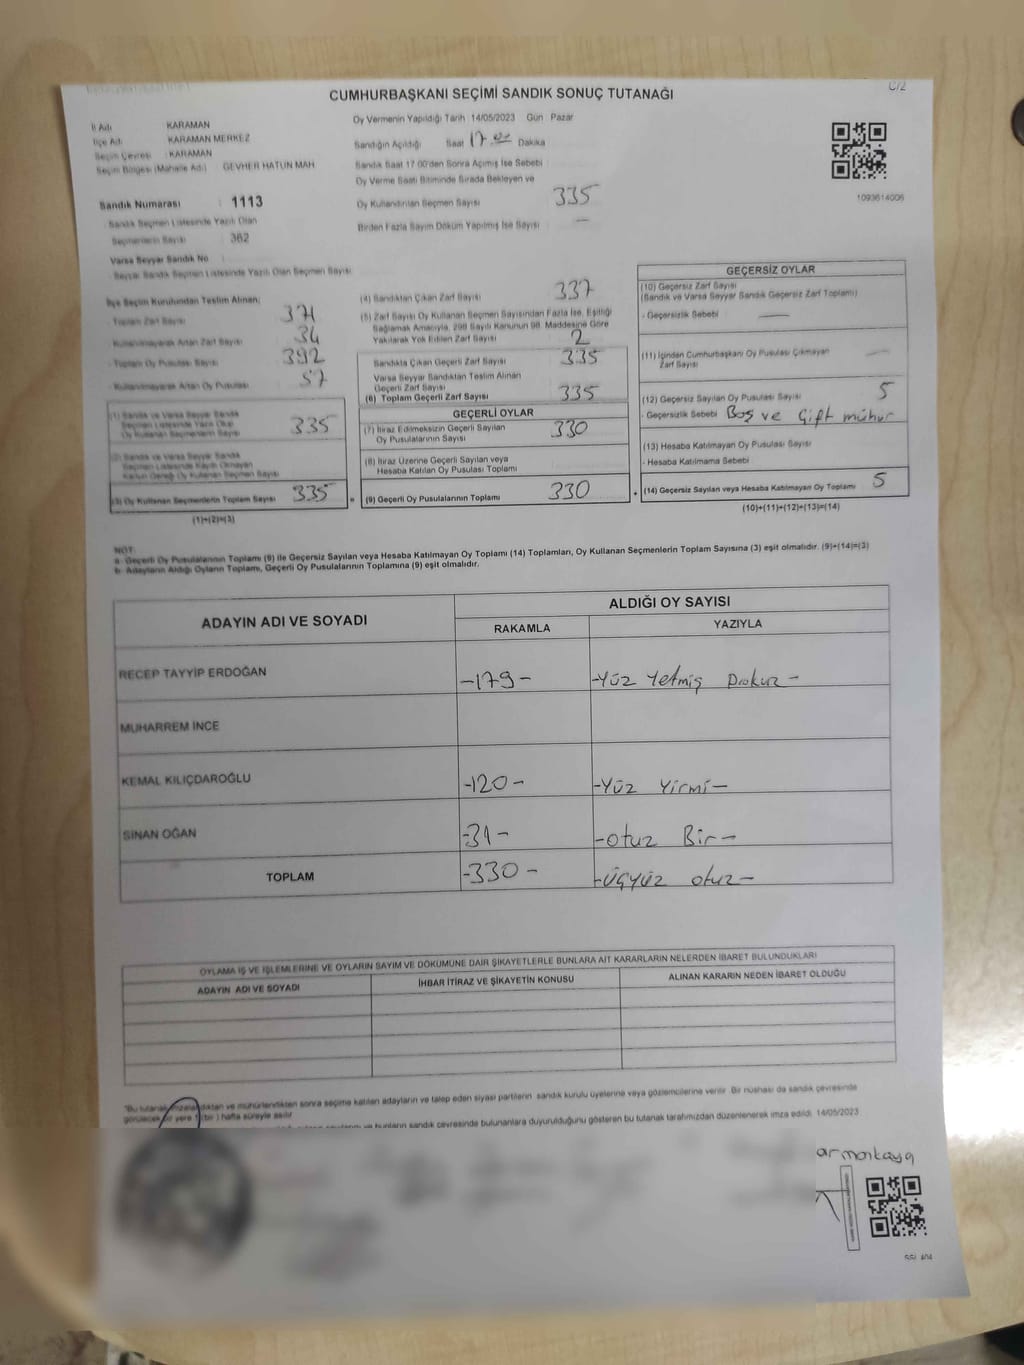 C/2
CUMHURBAŞKANI SEÇİMİ SANDIK SONUÇ TUTANAĞI
İl Adı KARAMAN
İlçe Adı KARAMAN MERKEZ
Seçim Çevresi : KARAMAN
Seçim Bölgesi (Mahalle Adı) GEVHER HATUN MAH
Sandık Numarası : 1113
Sandık Seçmen Listesinde Yazılı Olan
Seçmenlerin Sayısı 362
Varsa Seyyar Sandık No
Seyyar Sandık Seçmen Listesinde Yazılı Olan Seçmen Sayısı
Oy Vermenin Yapıldığı Tarih 14/05/2023 Gün Pazar
Sandığın Açıldığı Saat 17.00 Dakika
Sandık Saat 17 00'den Sonra Açılmış İse Sebebi
Oy Verme Saati Bitiminde Sırada Bekleyen ve
Oy Kullandırılan Seçmen Sayısı 335
Birden Fazla Sayım Döküm Yapılmış İse Sayısı —
1093614006
İlçe Seçim Kurulundan Teslim Alınan:
- Toplam Zarf Sayısı 371
- Kullanılmayarak Artan Zarf Sayısı 34
- Toplam Oy Pusulası Sayısı 392
- Kullanılmayarak Artan Oy Pusulası 57
(1) Sandık ve Varsa Seyyar Sandık
Seçmen Listesinde Yazılı Olup
Oy Kullanan Seçmenlerin Sayısı 335
(2) Sandık ve Varsa Seyyar Sandık
Seçmen Listesinde Kaydı Olmayan
Kanun Gereği Oy Kullanan Seçmen Sayısı
(3) Oy Kullanan Seçmenlerin Toplam Sayısı 335
(1)+(2)=(3)
(4) Sandıktan Çıkan Zarf Sayısı 337
(5) Zarf Sayısı Oy Kullanan Seçmen Sayısından Fazla İse, Eşitliği
Sağlamak Amacıyla, 298 Sayılı Kanunun 98. Maddesine Göre
Yakılarak Yok Edilen Zarf Sayısı 2
Sandıkta Çıkan Geçerli Zarf Sayısı 335
Varsa Seyyar Sandıktan Teslim Alınan
Geçerli Zarf Sayısı
(6) Toplam Geçerli Zarf Sayısı 335
GEÇERLİ OYLAR
(7) İtiraz Edilmeksizin Geçerli Sayılan
Oy Pusulalarının Sayısı 330
(8) İtiraz Üzerine Geçerli Sayılan veya
Hesaba Katılan Oy Pusulası Toplamı
(9) Geçerli Oy Pusulalarının Toplamı 330
GEÇERSİZ OYLAR
(10) Geçersiz Zarf Sayısı
(Sandık ve Varsa Seyyar Sandık Geçersiz Zarf Toplamı)
- Geçersizlik Sebebi —
(11) İçinden Cumhurbaşkanı Oy Pusulası Çıkmayan
Zarf Sayısı —
(12) Geçersiz Sayılan Oy Pusulası Sayısı 5
- Geçersizlik Sebebi Boş ve Çift mühür
(13) Hesaba Katılmayan Oy Pusulası Sayısı
- Hesaba Katılmama Sebebi
(14) Geçersiz Sayılan veya Hesaba Katılmayan Oy Toplamı 5
(10)+(11)+(12)+(13)=(14)
NOT:
a- Geçerli Oy Pusulalarının Toplamı (9) ile Geçersiz Sayılan veya Hesaba Katılmayan Oy Toplamı (14) Toplamları, Oy Kullanan Seçmenlerin Toplam Sayısına (3) eşit olmalıdır. (9)+(14)=(3)
b- Adayların Aldığı Oyların Toplamı, Geçerli Oy Pusulalarının Toplamına (9) eşit olmalıdır.
ADAYIN ADI VE SOYADI ALDIĞI OY SAYISI
RAKAMLA YAZIYLA
RECEP TAYYİP ERDOĞAN -179- -Yüz Yetmiş Dokuz-
MUHARREM İNCE
KEMAL KILIÇDAROĞLU -120- -Yüz Yirmi-
SİNAN OĞAN -31- -Otuz Bir-
TOPLAM -330- -Üçyüz otuz-
OYLAMA İŞ VE İŞLEMLERİNE VE OYLARIN SAYIM VE DÖKÜMÜNE DAİR ŞİKAYETLERLE BUNLARA AİT KARARLARIN NELERDEN İBARET BULUNDUKLARI
ADAYIN ADI VE SOYADI İHBAR İTİRAZ VE ŞİKAYETİN KONUSU ALINAN KARARIN NEDEN İBARET OLDUĞU
"Bu tutanak imzalandıktan ve mühürlendikten sonra seçime katılan adayların ve talep eden siyasi partilerin sandık kurulu üyelerine veya gözlemcilerine verilir. Bir nüshası da sandık çevresinde
görülecek bir yere 1(bir) hafta süreyle asılır
ve bunların sandık çevresinde bulunanlara duyurulduğunu gösteren bu tutanak tarafımızdan düzenlenerek imza edildi. 14/05/2023
armankaya